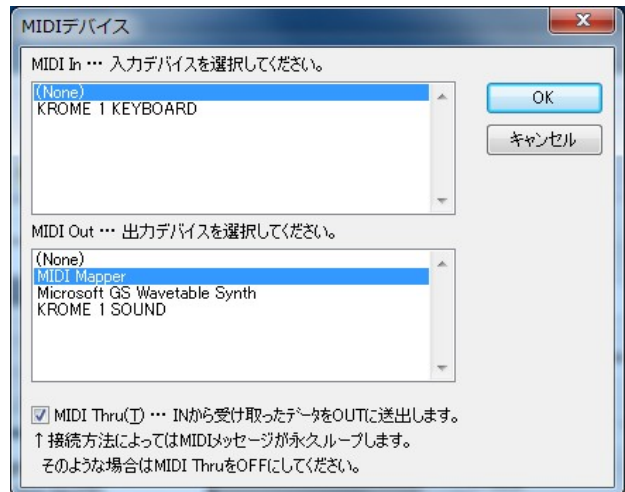 MIDIデバイス
MIDI In … 入力デバイスを選択してください。
(None)
KROME 1 KEYBOARD
OK
キャンセル
MIDI Out … 出力デバイスを選択してください。
(None)
MIDI Mapper
Microsoft GS Wavetable Synth
KROME 1 SOUND
MIDI Thru(T) … INから受け取ったデータをOUTに送出します。
↑接続方法によってはMIDIメッセージが永久ループします。
そのような場合はMIDI ThruをOFFにしてください。